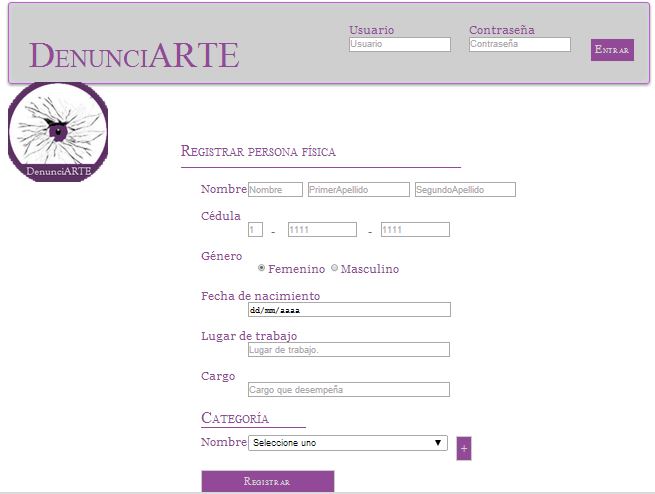 Usuario Contraseña
Usuario Contraseña
DENUNCIARTE ENTRAR
DenunciARTE
REGISTRAR PERSONA FÍSICA
Nombre Nombre PrimerApellido SegundoApellido
Cédula
1 - 1111 - 1111
Género
Femenino Masculino
Fecha de nacimiento
dd/mm/aaaa
Lugar de trabajo
Lugar de trabajo.
Cargo
Cargo que desempeña
CATEGORÍA
Nombre Seleccione uno +
REGISTRAR